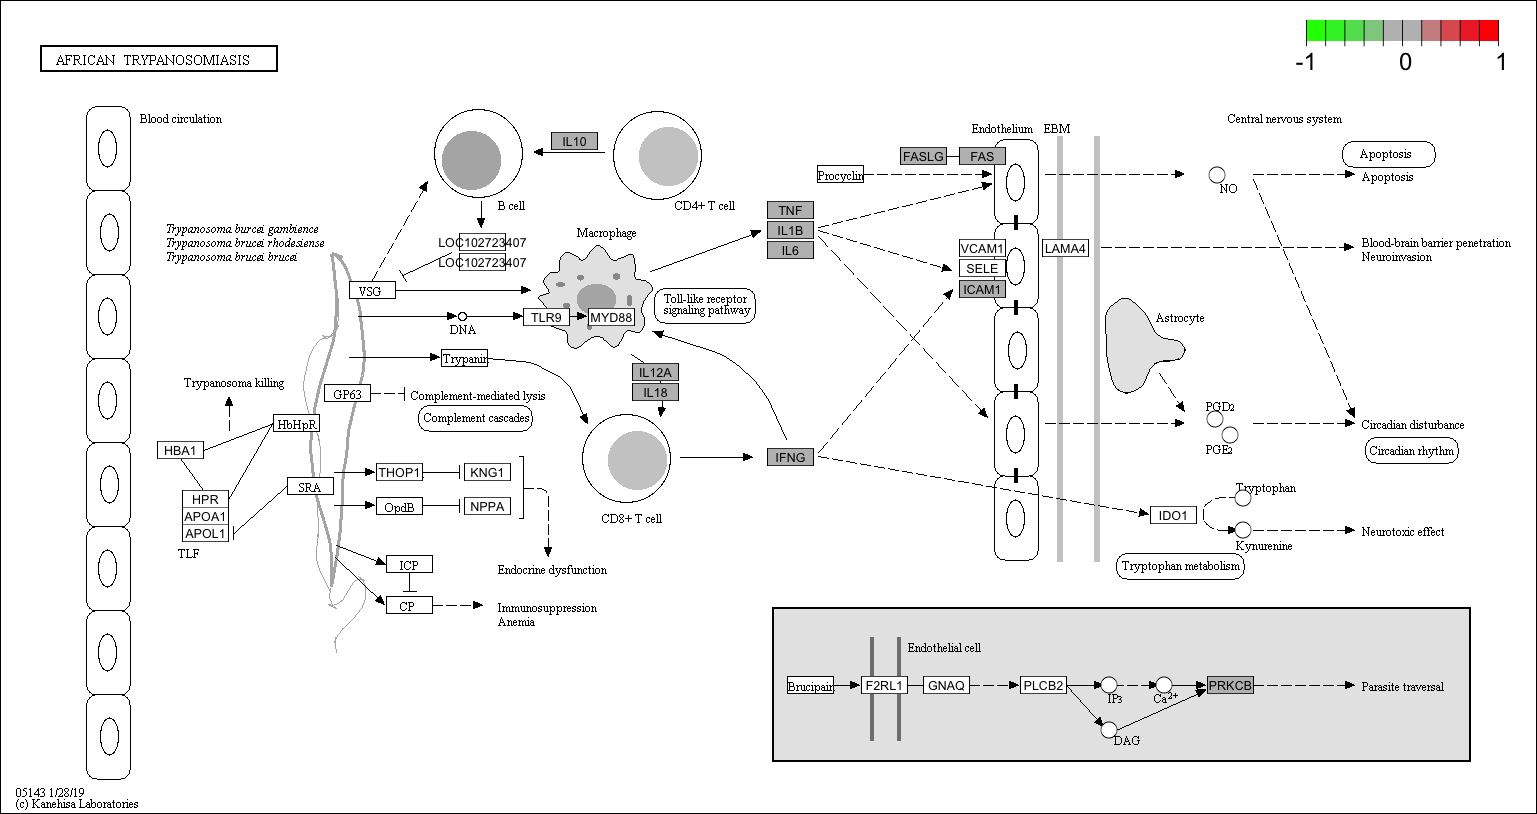 AFRICAN TRYPANOSOMIASIS
-1 0 1
Blood circulation
Trypanosoma burcei gambience
Trypanosoma brucei rhodesiense
Trypanosoma brucei brucei
IL10
B cell
CD4+ T cell
LOC102723407
LOC102723407
Macrophage
VSG
DNA
TLR9
MYD88
Toll-like receptor
signaling pathway
Trypanin
GP63
Complement-mediated lysis
Complement cascades
IL12A
IL18
CD8+ T cell
Trypanosoma killing
HbHpR
HBA1
HPR
APOA1
APOL1
TLF
SRA
THOP1
KNG1
OpdB
NPPA
Endocrine dysfunction
ICP
CP
Immunosuppression
Anemia
TNF
IL1B
IL6
IFNG
Procyclin
FASLG
FAS
Endothelium
EBM
VCAM1
SELE
ICAM1
LAMA4
Central nervous system
Apoptosis
Apoptosis
NO
Blood-brain barrier penetration
Neuroinvasion
Astrocyte
PGD2
PGE2
Circadian disturbance
Circadian rhythm
IDO1
Tryptophan
Kynurenine
Neurotoxic effect
Tryptophan metabolism
Endothelial cell
Brucipain
F2RL1
GNAQ
PLCB2
IP3
Ca2+
PRKCB
DAG
Parasite traversal
05143 1/28/19
(c) Kanehisa Laboratories